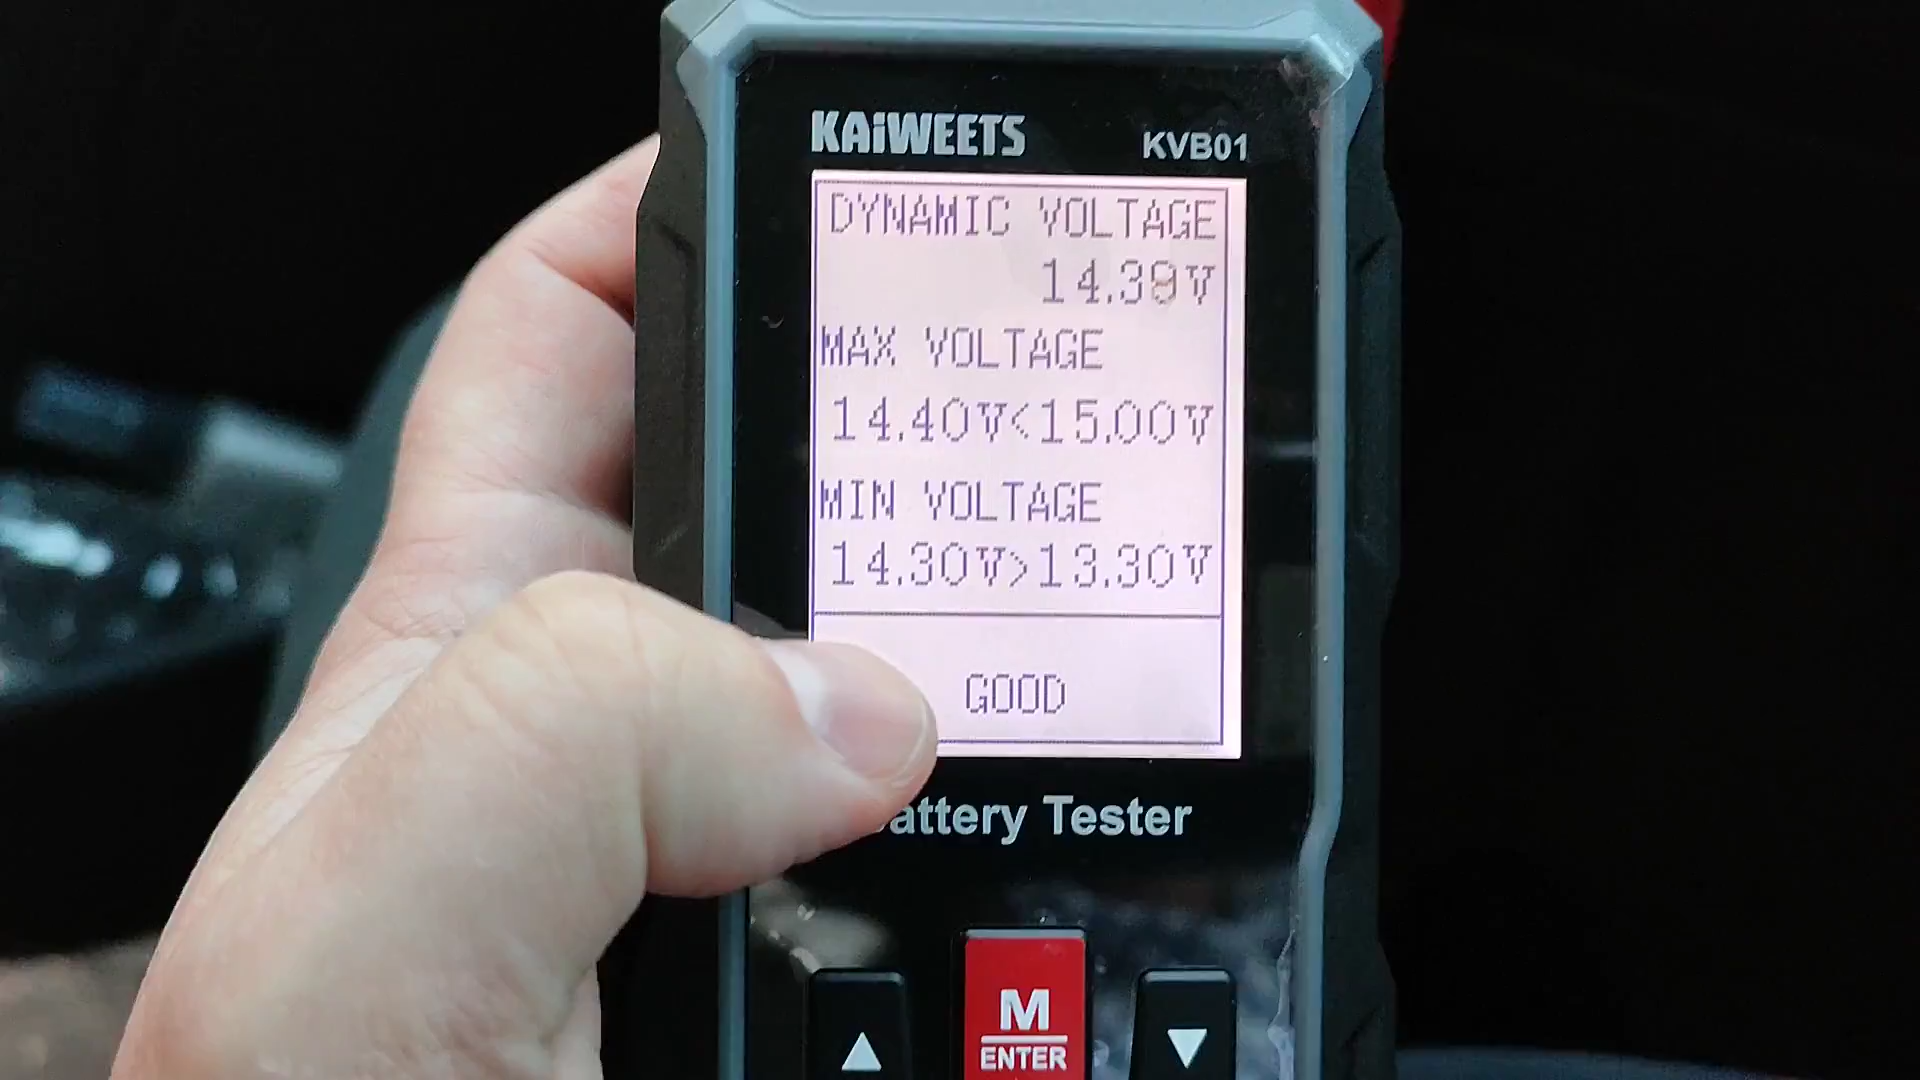 KAiWEETS KVB01
DYNAMIC VOLTAGE
14.39V
MAX VOLTAGE
14.40V<15.00V
MIN VOLTAGE
14.30V>13.30V
GOOD
Tester
M
ENTER